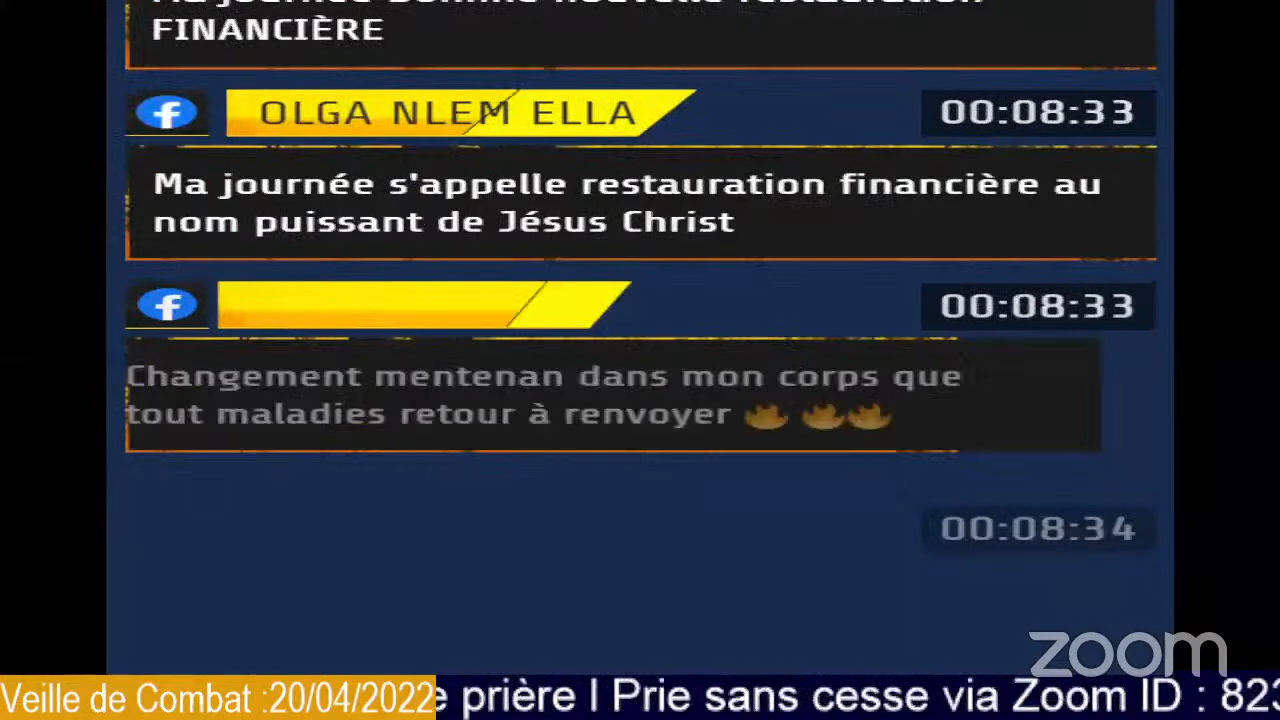 FINANCIÈRE
OLGA NLEM ELLA
00:08:33
Ma journée s'appelle restauration financière au
nom puissant de Jésus Christ
00:08:33
Changement mentenan dans mon corps que
tout maladies retour à renvoyer 🔥 🔥🔥
00:08:34
zoom
Veille de Combat :20/04/2022 e prière I Prie sans cesse via Zoom ID : 823